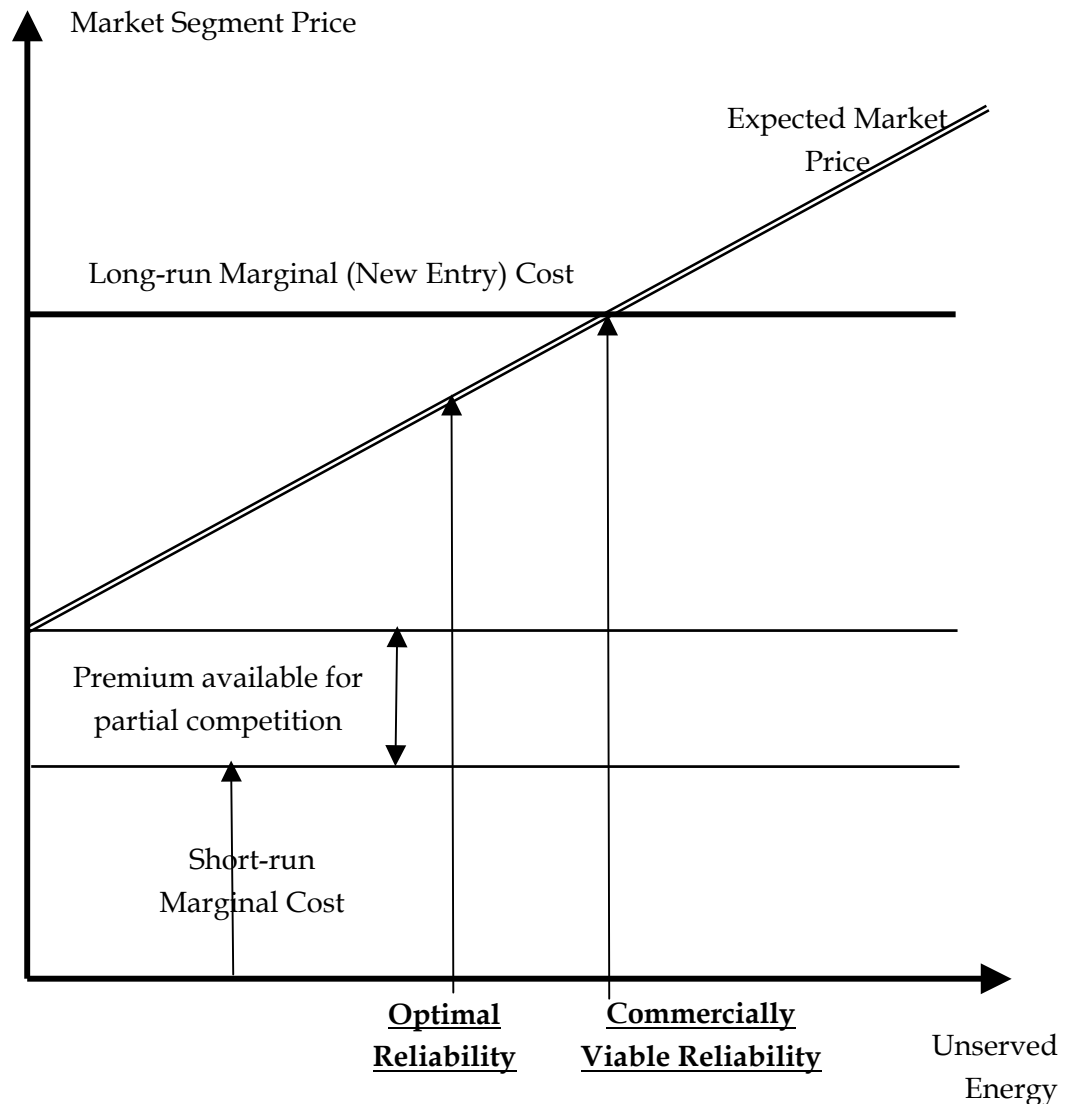 Market Segment Price
Expected Market
Price
Long-run Marginal (New Entry) Cost
Premium available for
partial competition
Short-run
Marginal Cost
Optimal
Reliability
Commercially
Viable Reliability
Unserved
Energy